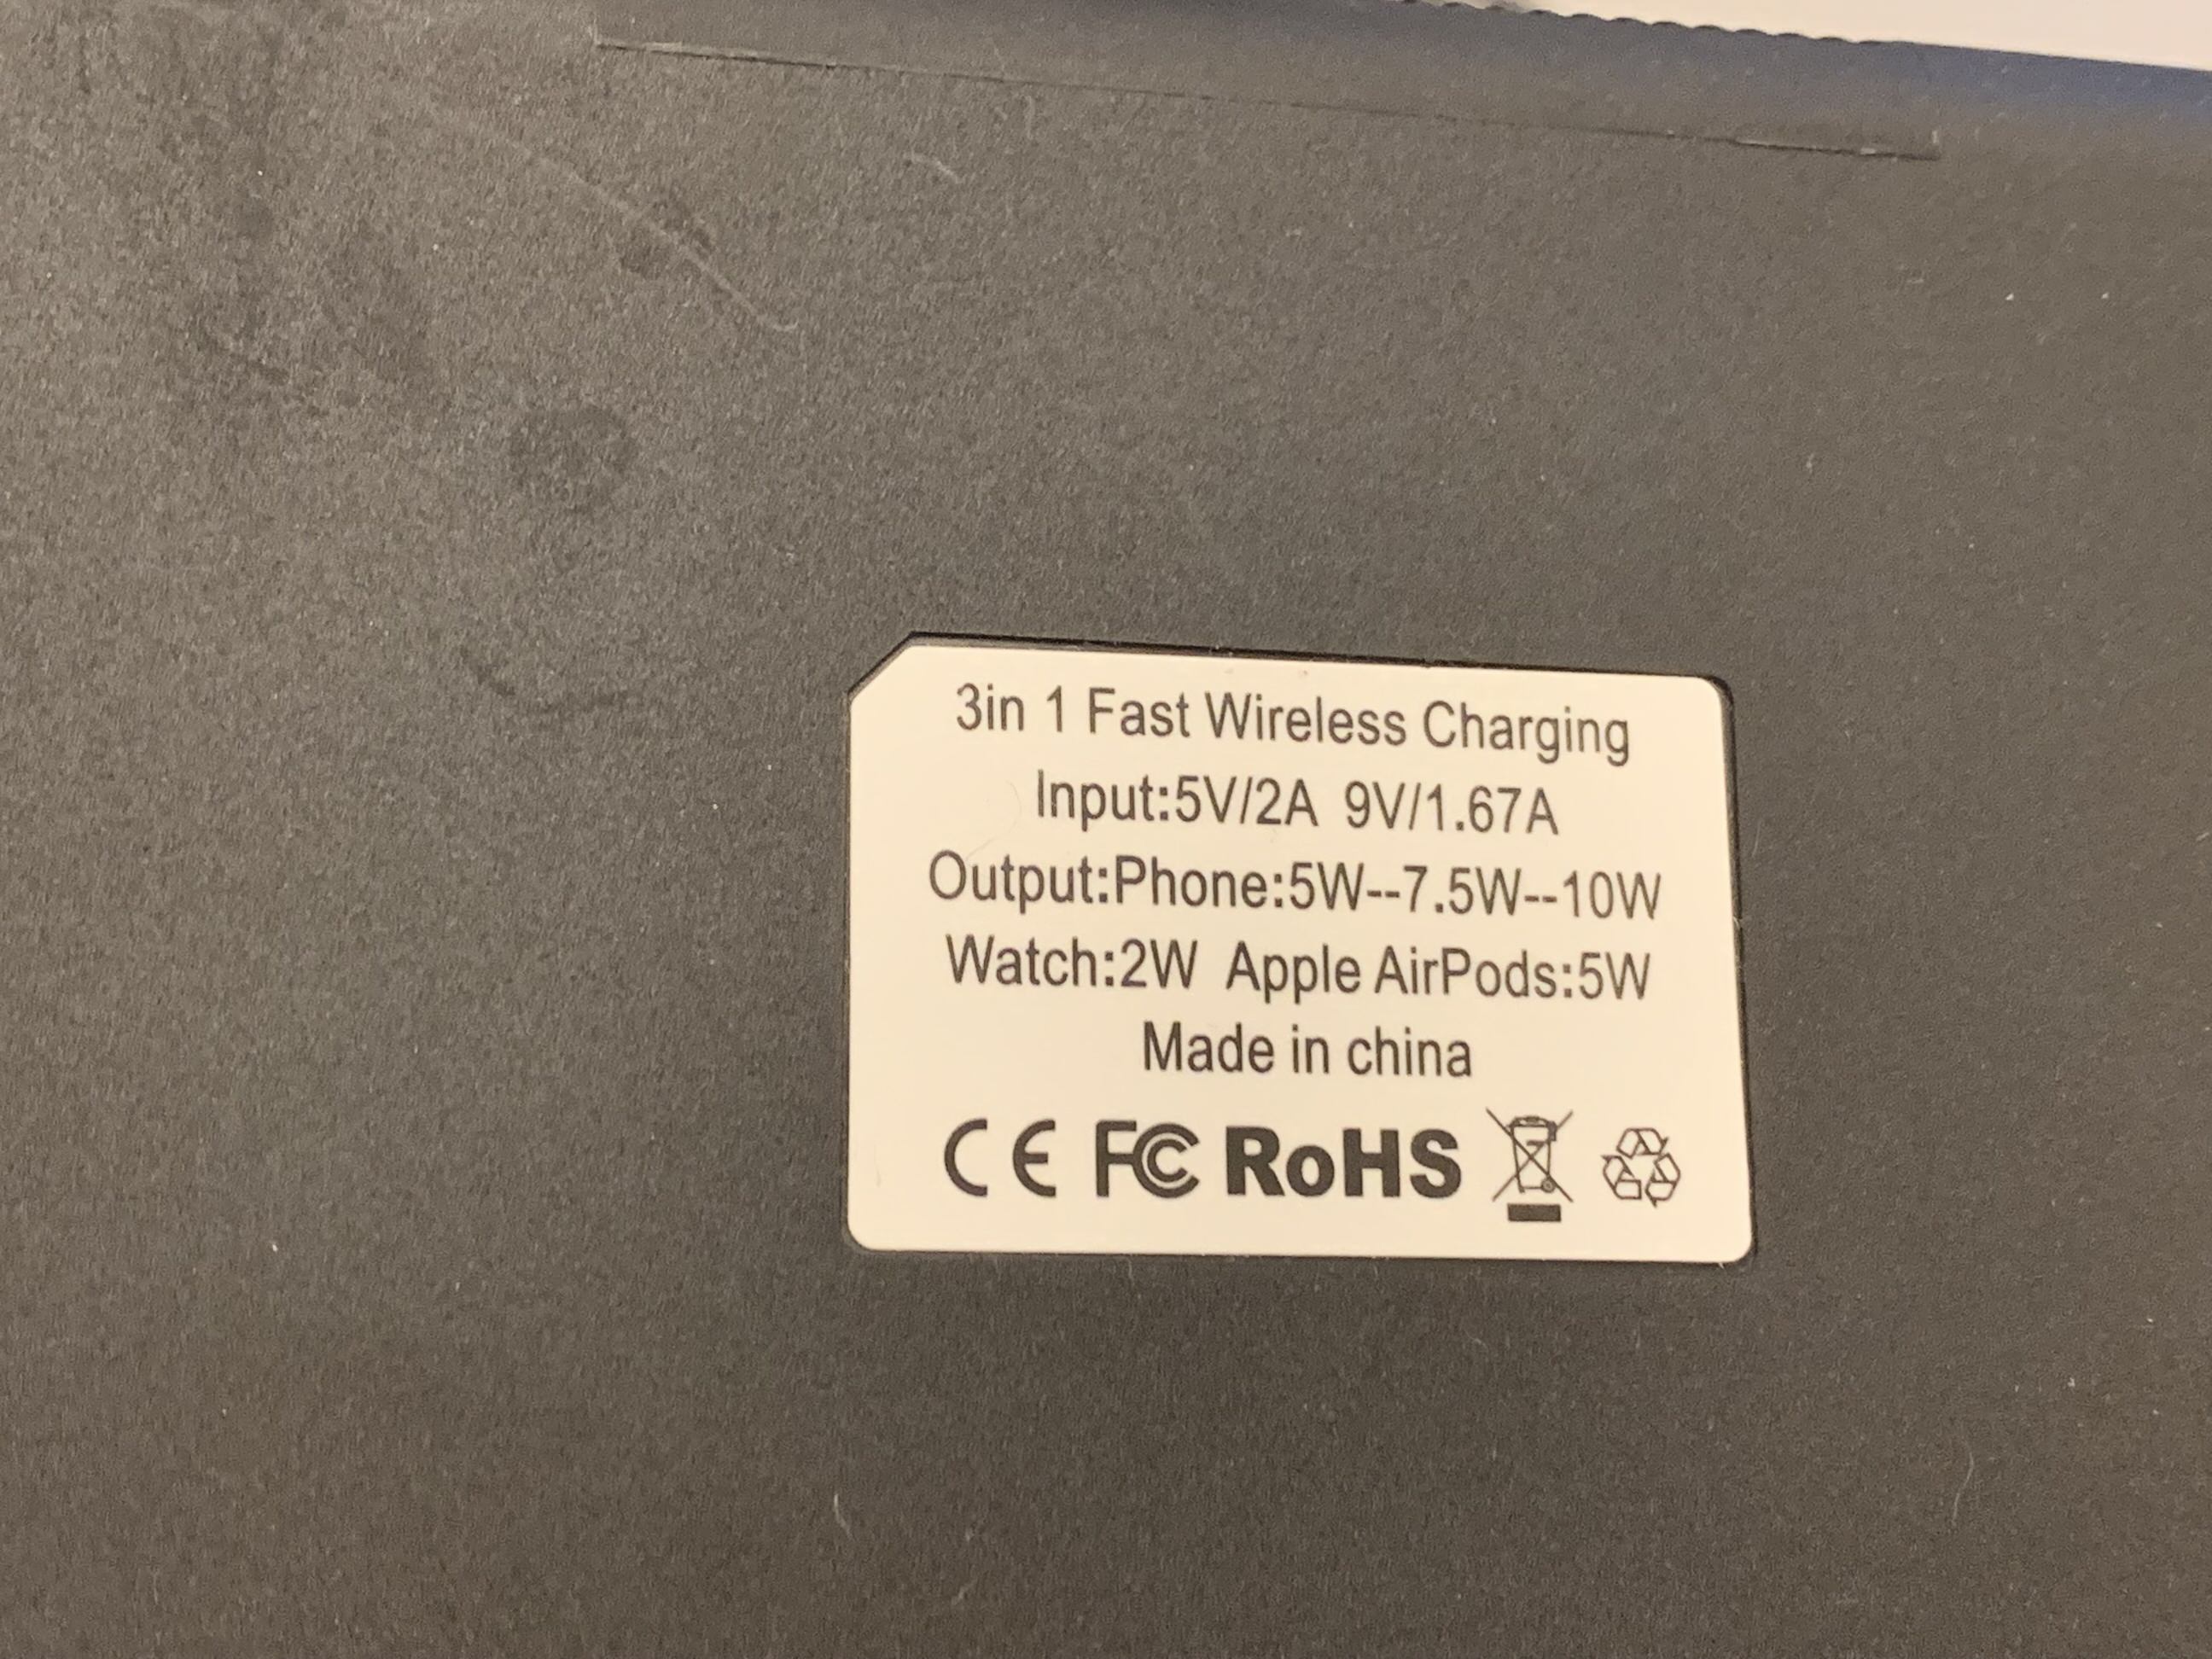 3in 1 Fast Wireless Charging
Input:5V/2A 9V/1.67A
Output:Phone:5W--7.5W--10W
Watch:2W Apple AirPods:5W
Made in china
CE FC RoHS